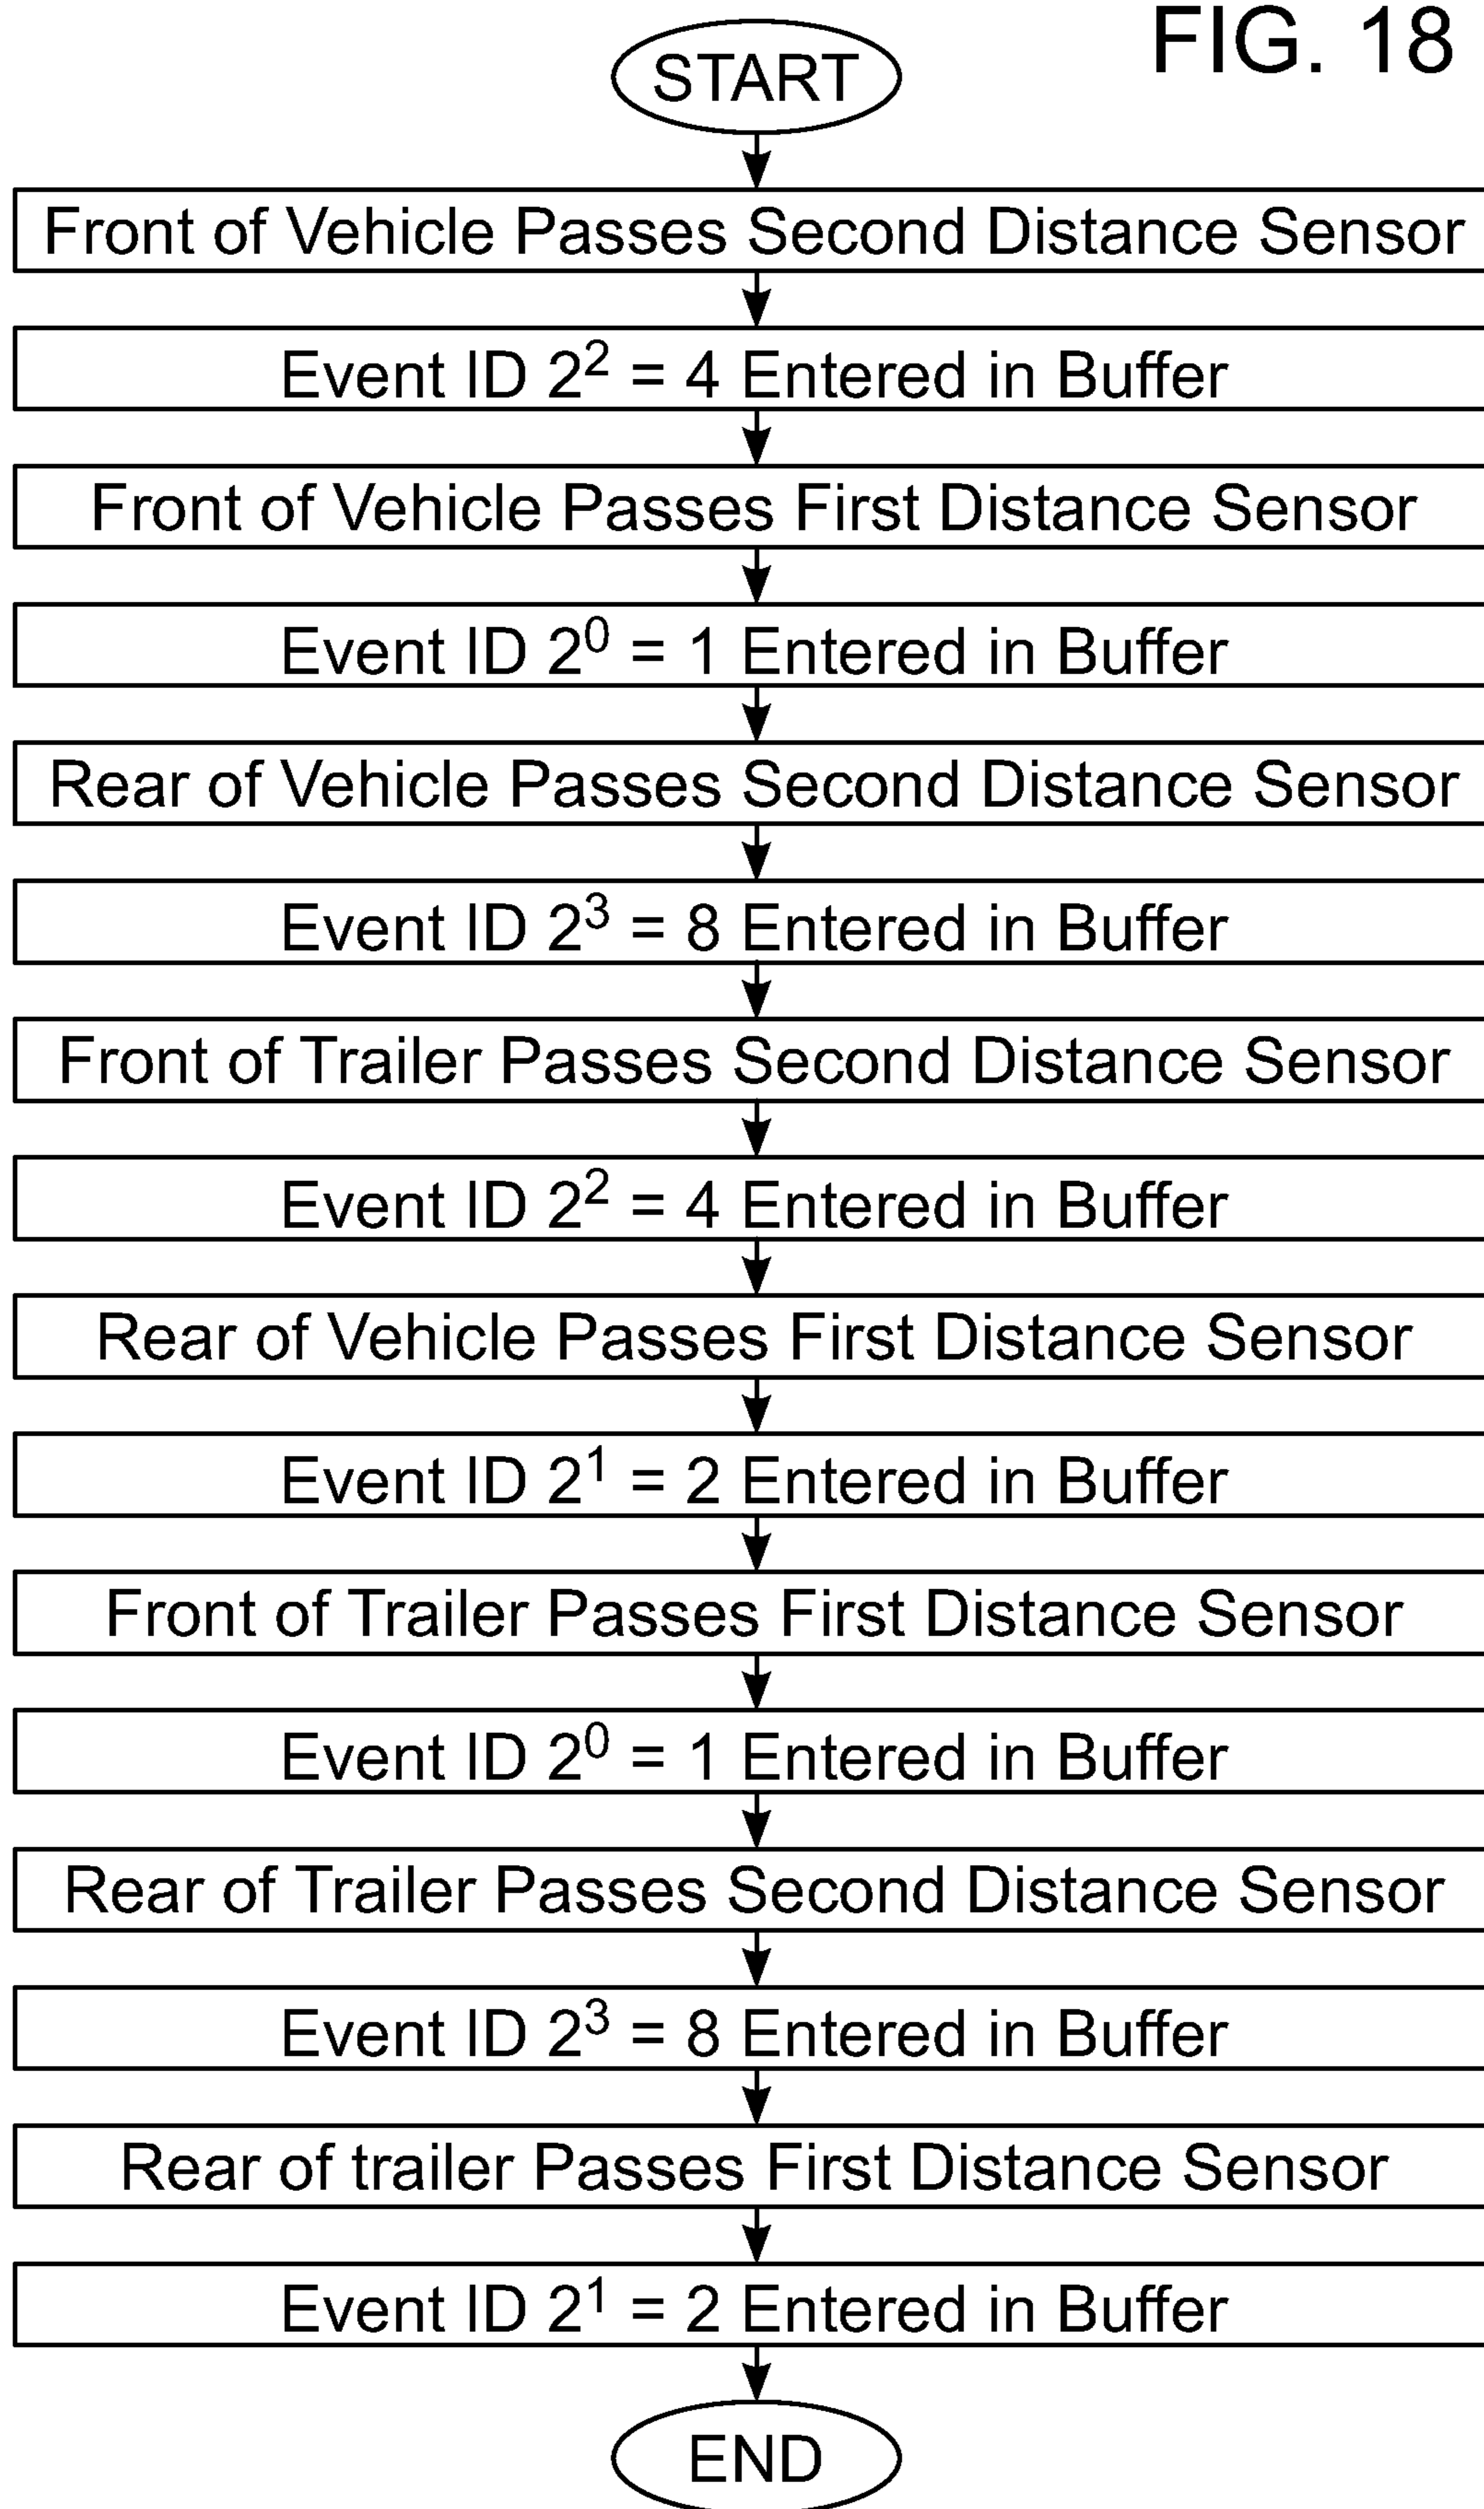 FIG. 18
START
Front of Vehicle Passes Second Distance Sensor
Event ID 2² = 4 Entered in Buffer
Front of Vehicle Passes First Distance Sensor
Event ID 2⁰ = 1 Entered in Buffer
Rear of Vehicle Passes Second Distance Sensor
Event ID 2³ = 8 Entered in Buffer
Front of Trailer Passes Second Distance Sensor
Event ID 2² = 4 Entered in Buffer
Rear of Vehicle Passes First Distance Sensor
Event ID 2¹ = 2 Entered in Buffer
Front of Trailer Passes First Distance Sensor
Event ID 2⁰ = 1 Entered in Buffer
Rear of Trailer Passes Second Distance Sensor
Event ID 2³ = 8 Entered in Buffer
Rear of trailer Passes First Distance Sensor
Event ID 2¹ = 2 Entered in Buffer
END